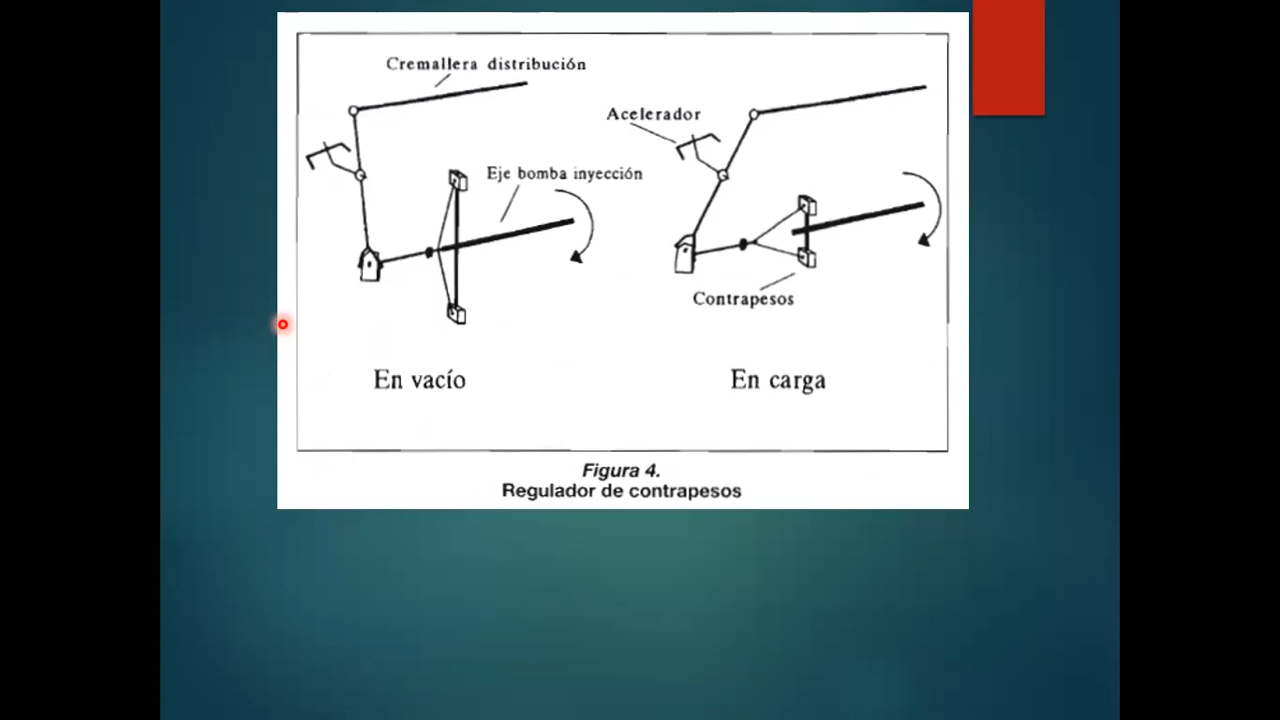 Cremallera distribución
Acelerador
Eje bomba inyección
Contrapesos
En vacío
En carga
Figura 4.
Regulador de contrapesos